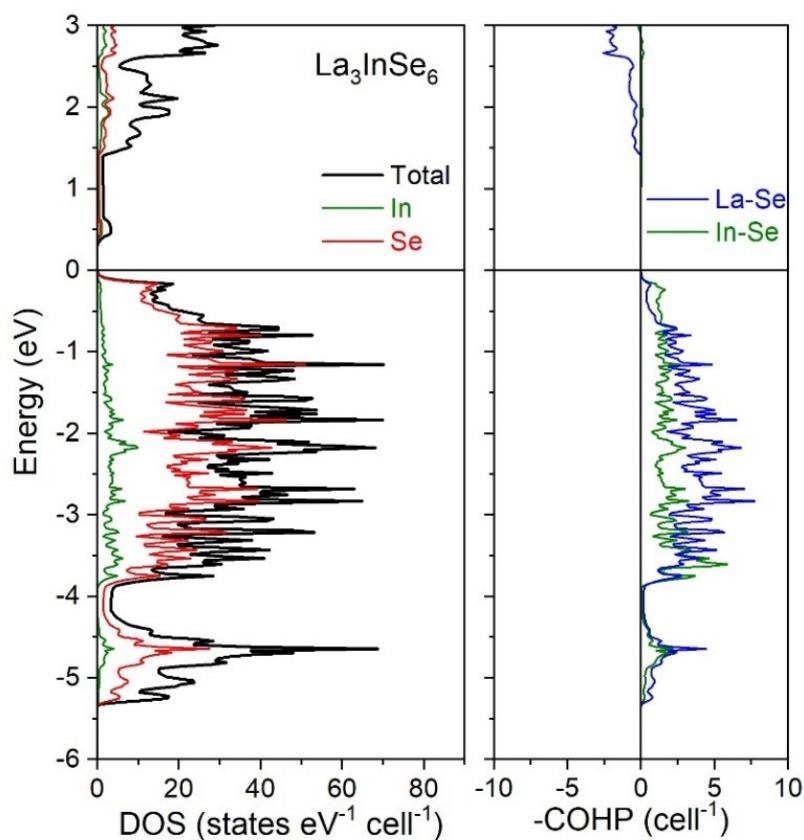 La₃InSe₆
Total
In
Se
La-Se
In-Se
3
2
1
0
-1
-2
-3
-4
-5
-6
Energy (eV)
0 20 40 60 80
-10 -5 0 5 10
DOS (states eV⁻¹ cell⁻¹)
-COHP (cell⁻¹)